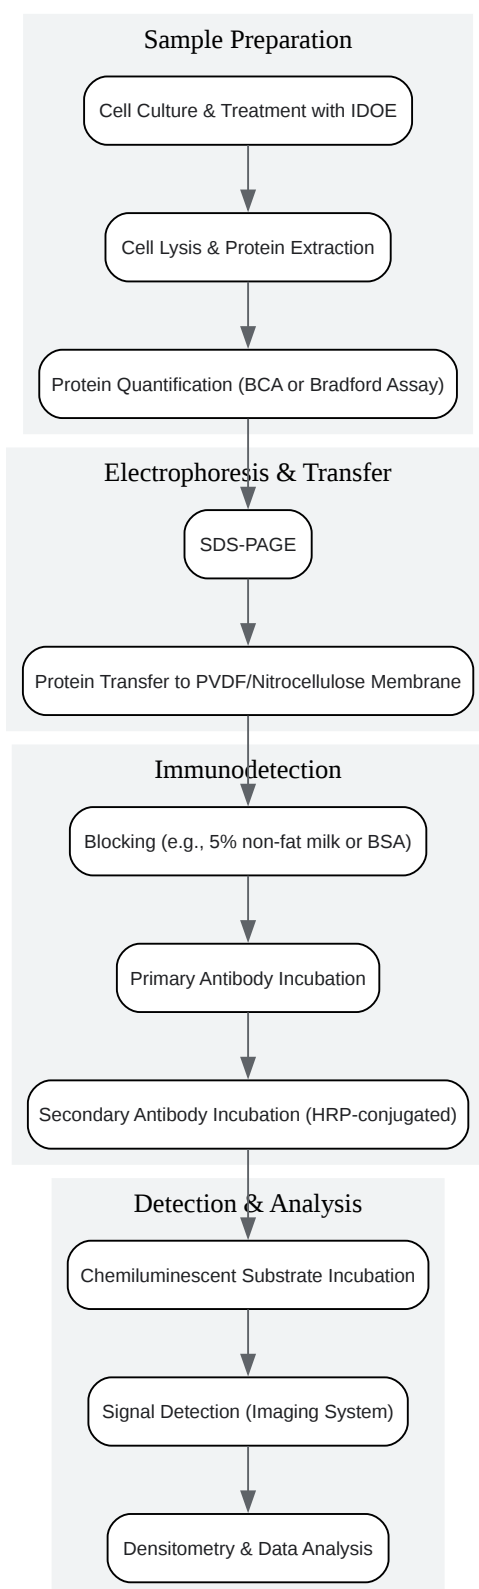 Sample Preparation
Cell Culture & Treatment with IDOE
Cell Lysis & Protein Extraction
Protein Quantification (BCA or Bradford Assay)
Electrophoresis & Transfer
SDS-PAGE
Protein Transfer to PVDF/Nitrocellulose Membrane
Immunodetection
Blocking (e.g., 5% non-fat milk or BSA)
Primary Antibody Incubation
Secondary Antibody Incubation (HRP-conjugated)
Detection & Analysis
Chemiluminescent Substrate Incubation
Signal Detection (Imaging System)
Densitometry & Data Analysis